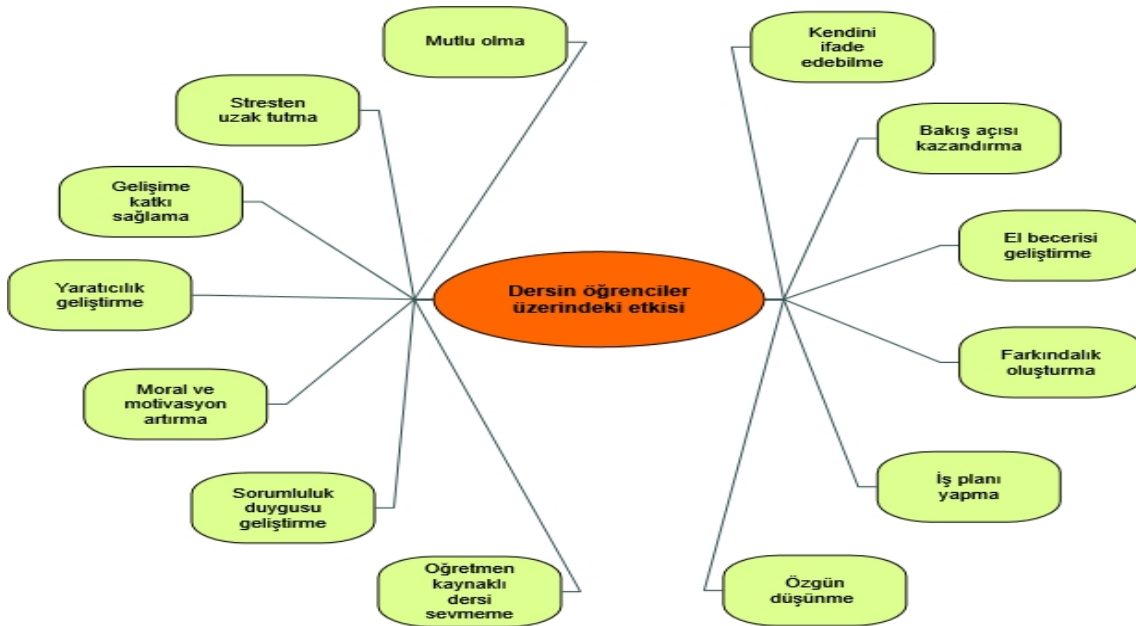 Mutlu olma
Kendini
ifade
edebilme
Stresten
uzak tutma
Bakış açısı
kazandırma
Gelişime
katkı
sağlama
El becerisi
geliştirme
Yaratıcılık
geliştirme
Dersin öğrenciler
üzerindeki etkisi
Farkındalık
oluşturma
Moral ve
motivasyon
artırma
İş planı
yapma
Sorumluluk
duygusu
geliştirme
Öğretmen
kaynaklı
dersi
sevmeme
Özgün
düşünme